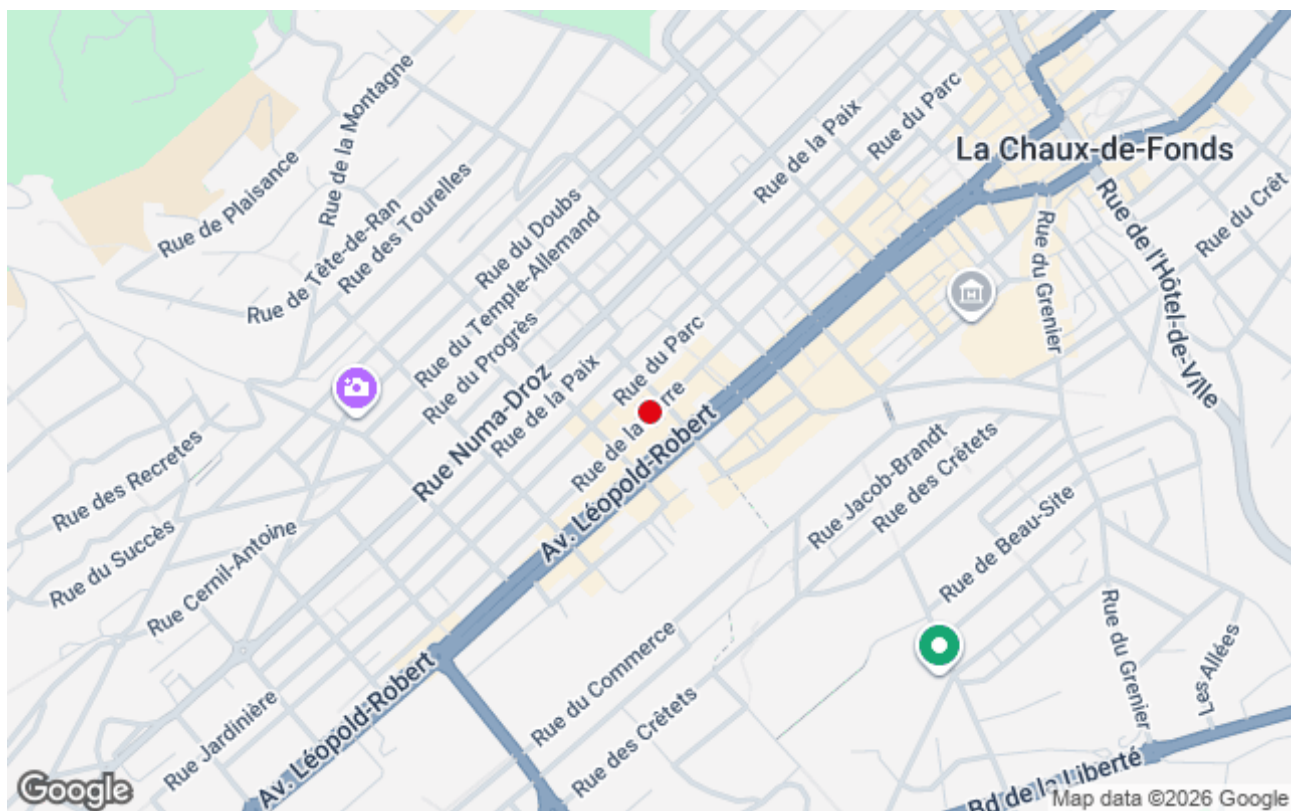 Rue de la Montagne
Rue du Parc
Rue de la Paix
La Chaux-de-Fonds
Rue de Plaisance
Rue de Tête-de-Ran
Rue des Tourelles
Rue du Doubs
Rue du Temple-Allemand
Rue du Crêt
Rue de l'Hôtel-de-Ville
Rue du Grenier
Rue du Progrès
Rue du Parc
Rue Numa-Droz
Rue de la Paix
Rue de la rre
Av. Léopold-Robert
Rue des Recretes
Rue du Succès
Rue Cernil-Antoine
Rue Jacob-Brandt
Rue des Crêtets
Rue de Beau-Site
Rue du Commerce
Rue du Grenier
Les Allées
Av. Léopold-Robert
Rue Jardinière
Rue des Crêtets
Bd de la Liberté
Google
Map data ©2026 Google